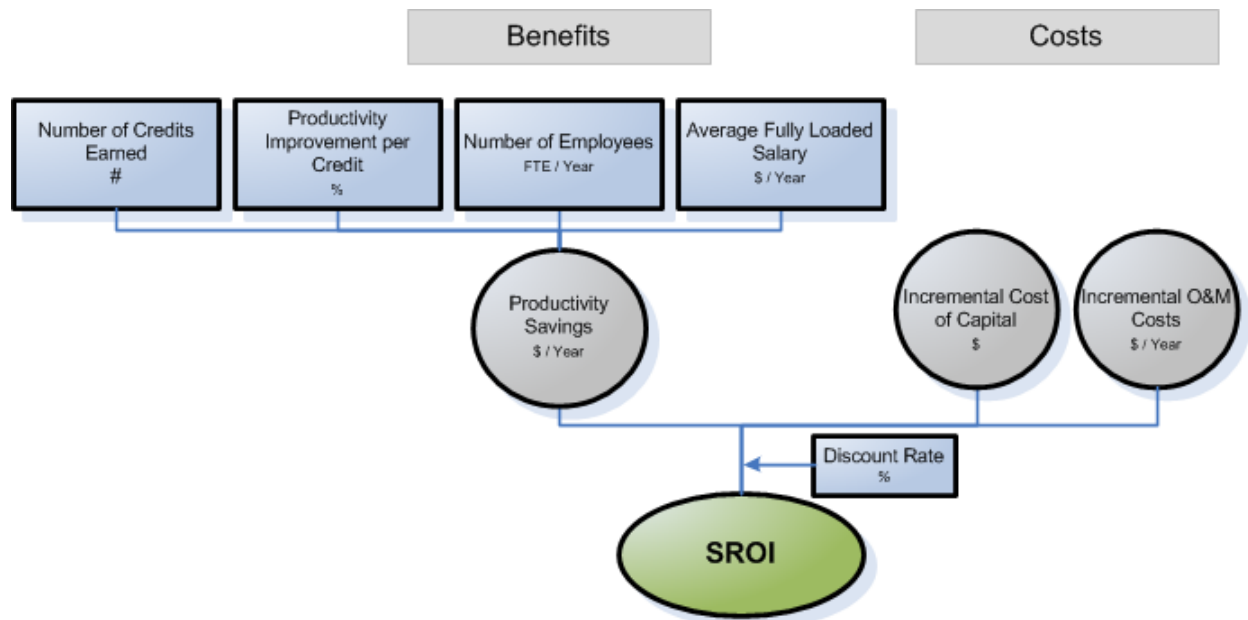 Benefits
Costs
Number of Credits
Earned
#
Productivity
Improvement per
Credit
%
Number of Employees
FTE / Year
Average Fully Loaded
Salary
$ / Year
Productivity
Savings
$ / Year
Incremental Cost
of Capital
$
Incremental O&M
Costs
$ / Year
Discount Rate
%
SROI